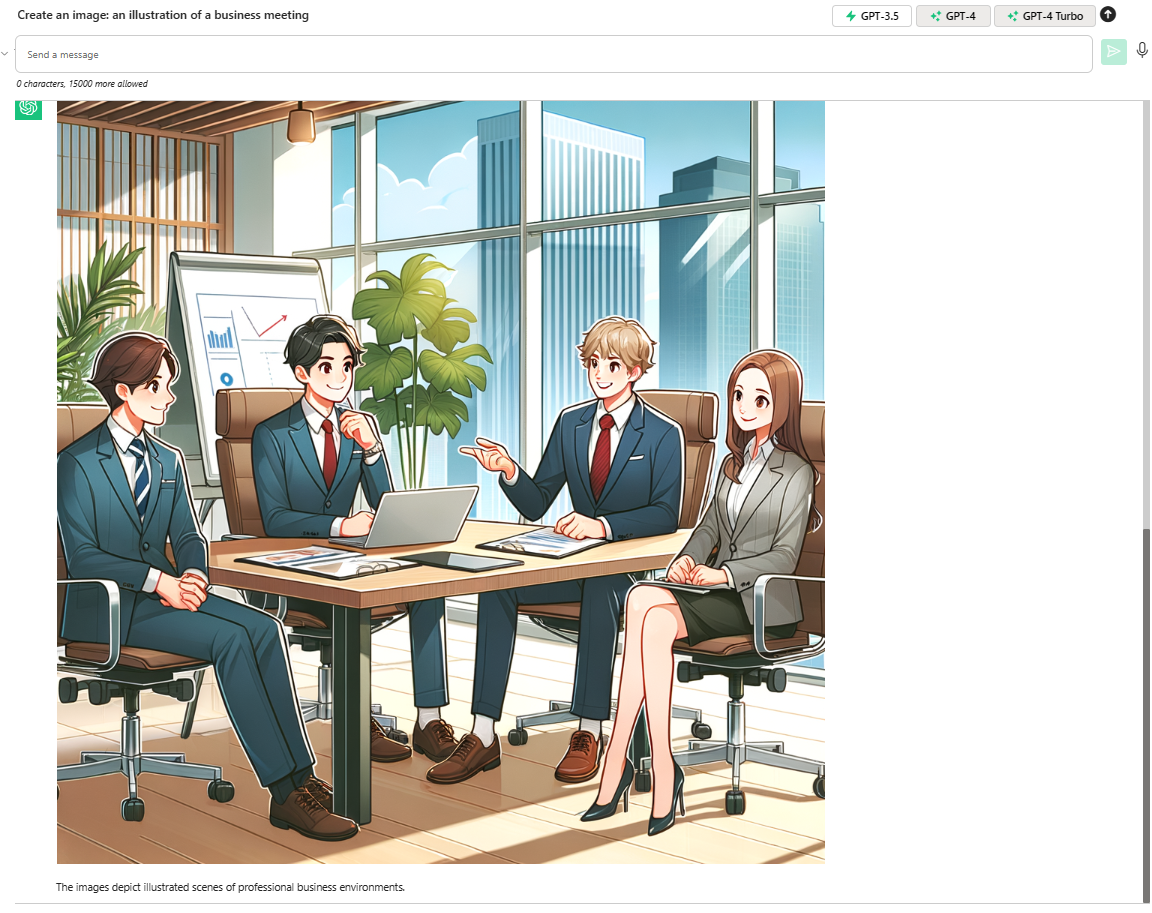 Create an image: an illustration of a business meeting
GPT-3.5
GPT-4
GPT-4 Turbo
Send a message
0 characters, 15000 more allowed
The images depict illustrated scenes of professional business environments.